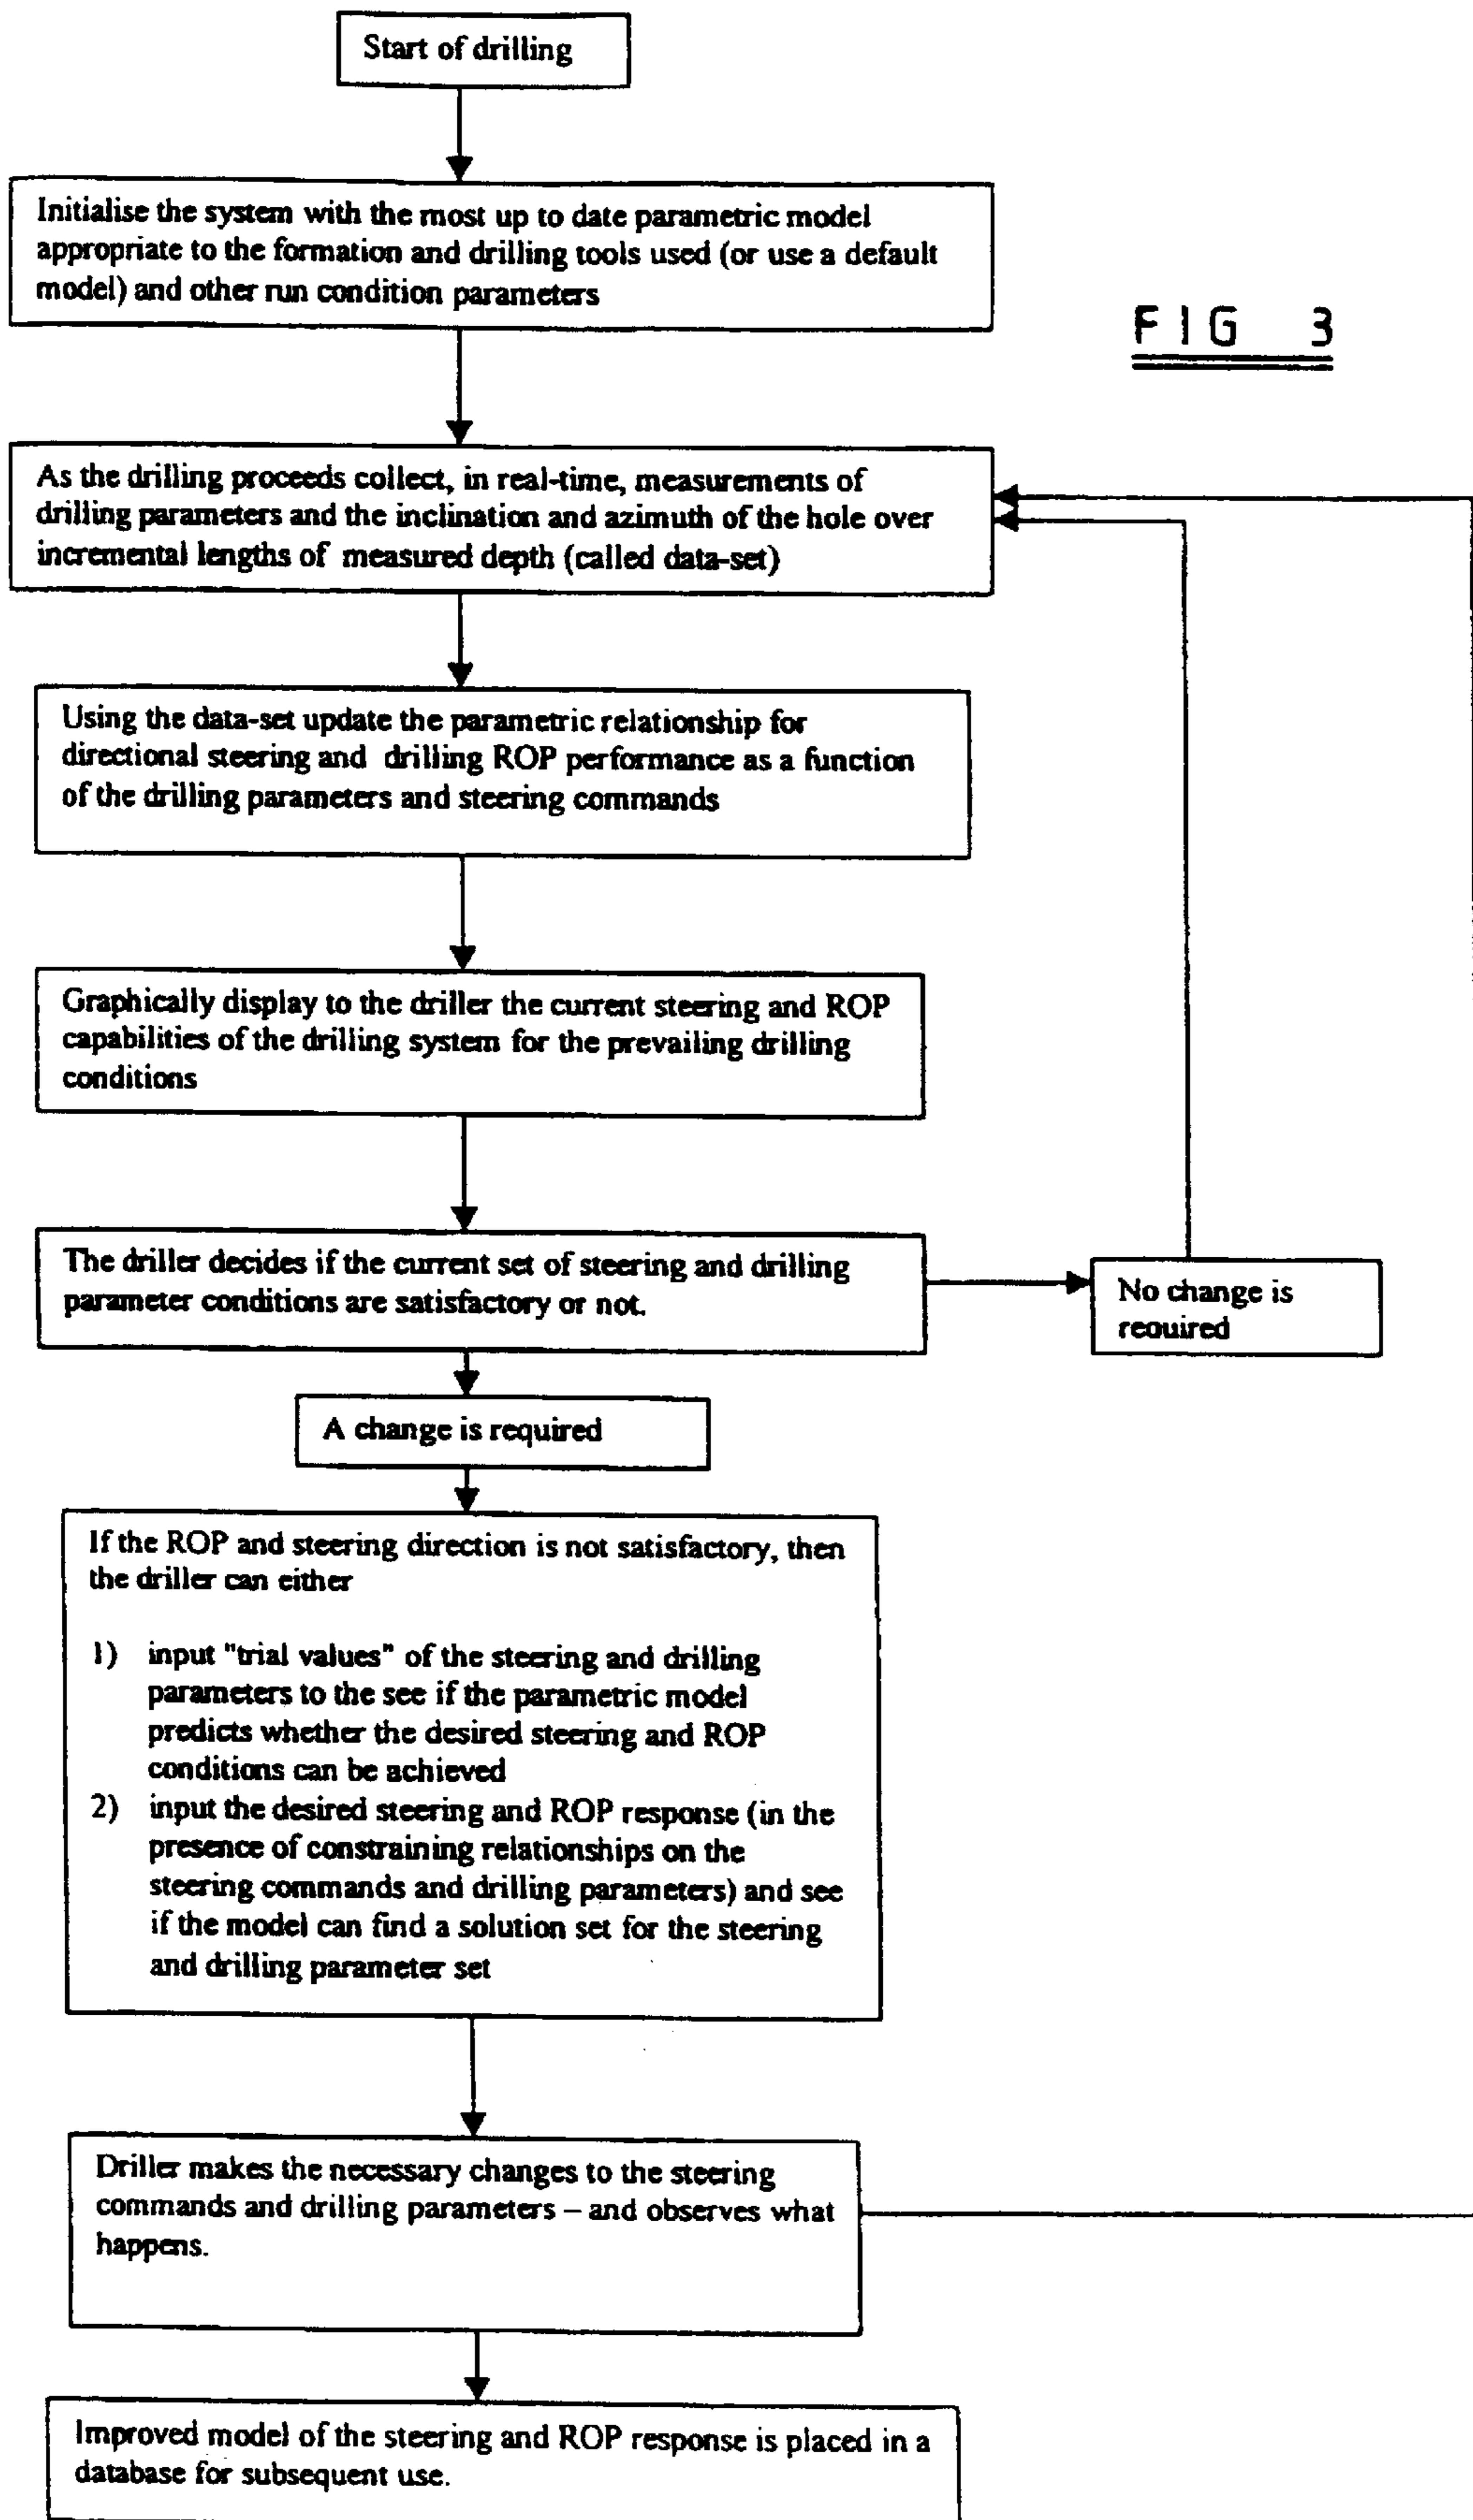 Start of drilling
Initialise the system with the most up to date parametric model
appropriate to the formation and drilling tools used (or use a default
model) and other run condition parameters
FIG 3
As the drilling proceeds collect, in real-time, measurements of
drilling parameters and the inclination and azimuth of the hole over
incremental lengths of measured depth (called data-set)
Using the data-set update the parametric relationship for
directional steering and drilling ROP performance as a function
of the drilling parameters and steering commands
Graphically display to the driller the current steering and ROP
capabilities of the drilling system for the prevailing drilling
conditions
The driller decides if the current set of steering and drilling
parameter conditions are satisfactory or not.
No change is
required
A change is required
If the ROP and steering direction is not satisfactory, then
the driller can either
1) input "trial values" of the steering and drilling
parameters to the see if the parametric model
predicts whether the desired steering and ROP
conditions can be achieved
2) input the desired steering and ROP response (in the
presence of constraining relationships on the
steering commands and drilling parameters) and see
if the model can find a solution set for the steering
and drilling parameter set
Driller makes the necessary changes to the steering
commands and drilling parameters – and observes what
happens.
Improved model of the steering and ROP response is placed in a
database for subsequent use.